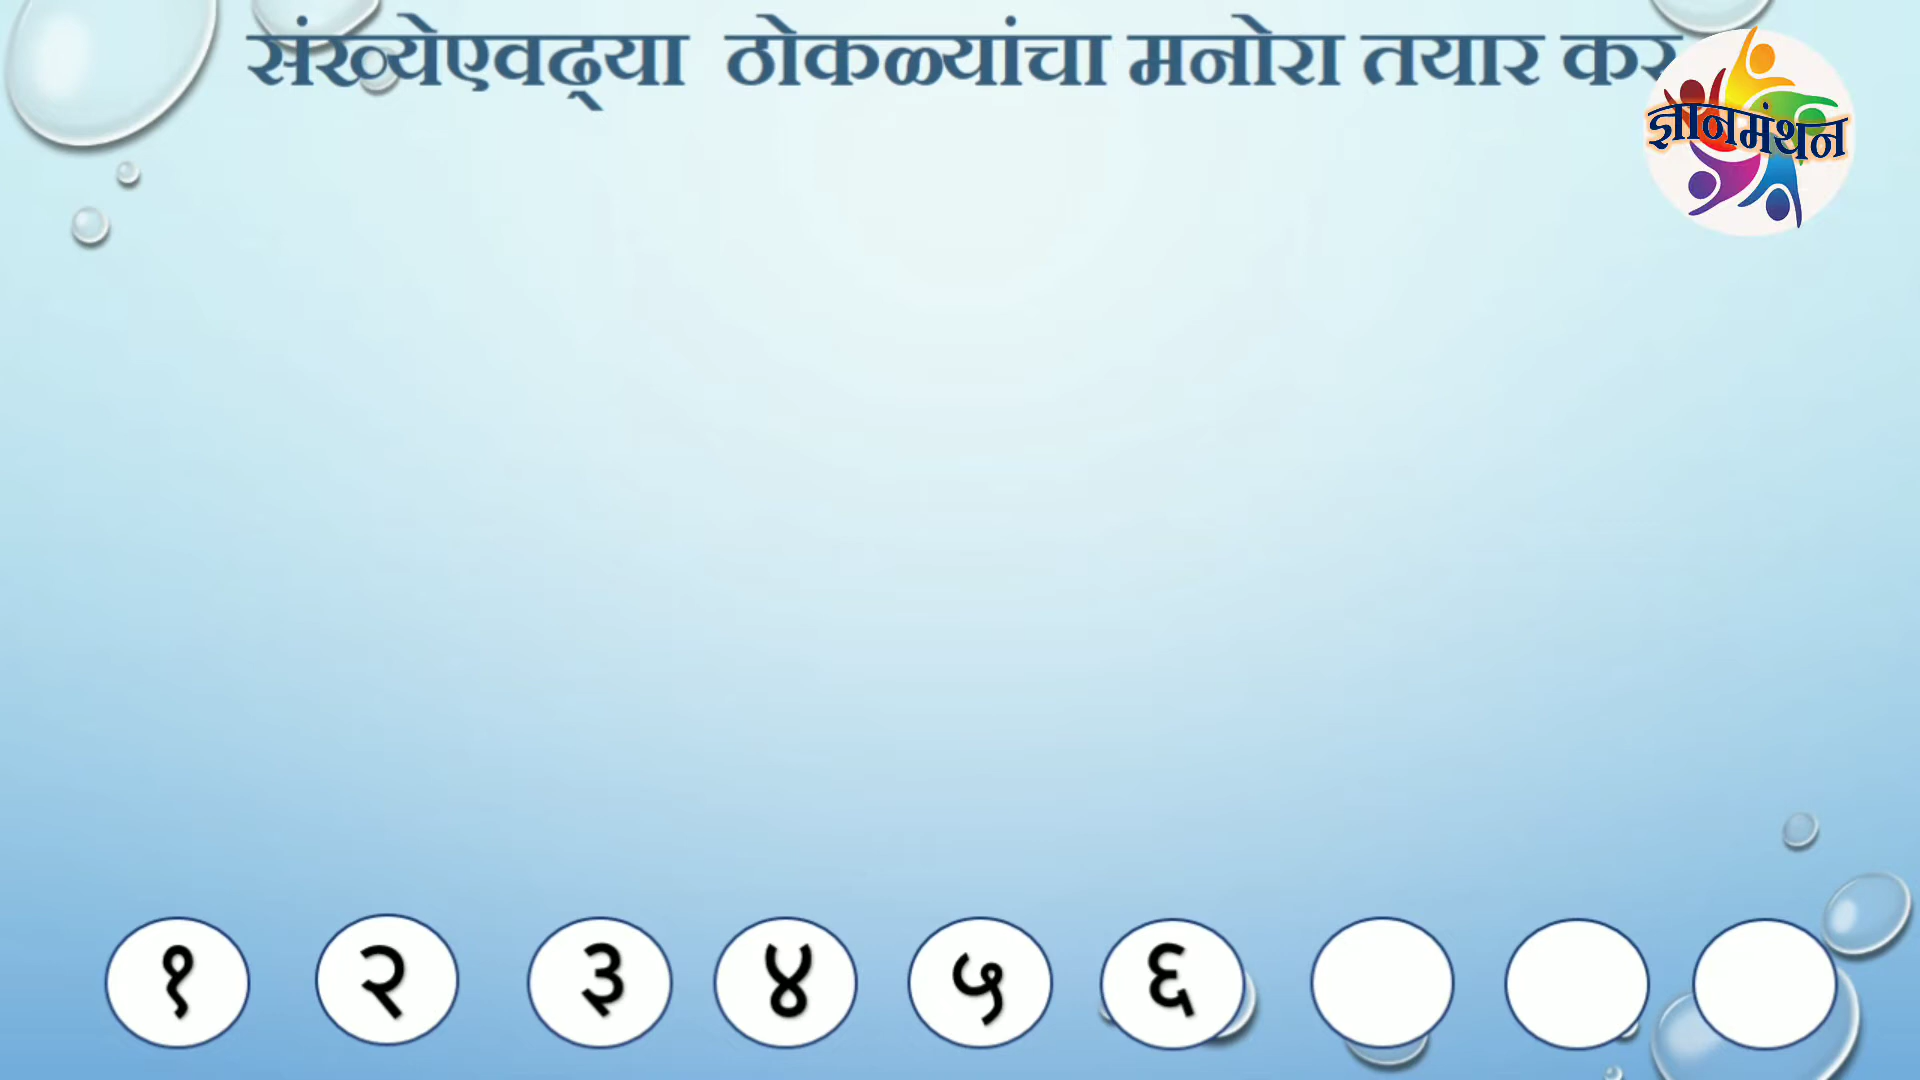 संख्येएवढ्या ठोकळ्यांचा मनोरा तयार कर
ज्ञानमंथन
१ २ ३ ४ ५ ६